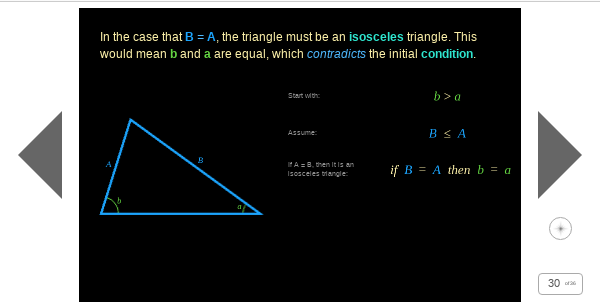 In the case that B = A, the triangle must be an isosceles triangle. This
would mean b and a are equal, which contradicts the initial condition.
Start with:
b > a
Assume:
B ≤ A
If A = B, then it is an
isosceles triangle:
if B = A then b = a
A
B
b
a
30 of 36